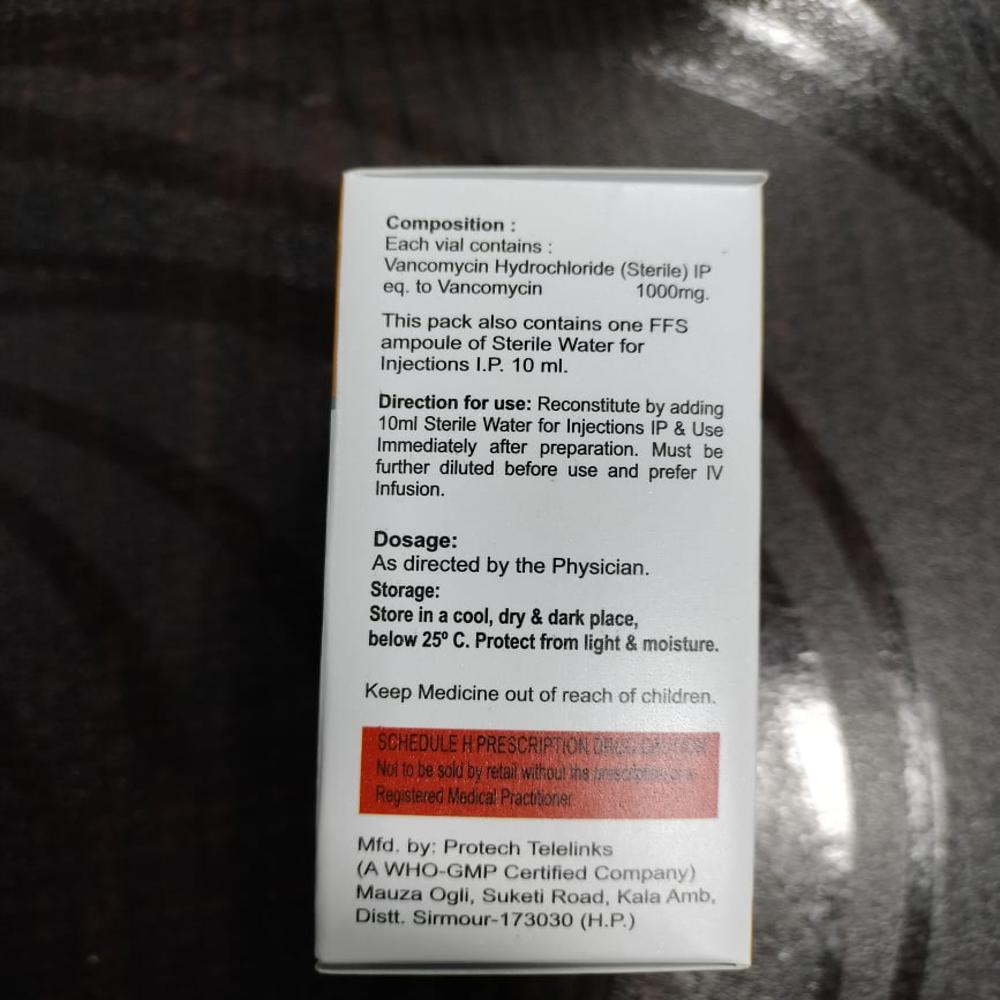 Composition :
Each vial contains :
Vancomycin Hydrochloride (Sterile) IP
eq. to Vancomycin 1000mg.
This pack also contains one FFS
ampoule of Sterile Water for
Injections I.P. 10 ml.
Direction for use: Reconstitute by adding
10ml Sterile Water for Injections IP & Use
Immediately after preparation. Must be
further diluted before use and prefer IV
Infusion.
Dosage:
As directed by the Physician.
Storage:
Store in a cool, dry & dark place,
below 25º C. Protect from light & moisture.
Keep Medicine out of reach of children.
SCHEDULE H PRESCRIPTION DRUG CAUTION
Not to be sold by retail without the prescription of a
Registered Medical Practitioner
Mfd. by: Protech Telelinks
(A WHO-GMP Certified Company)
Mauza Ogli, Suketi Road, Kala Amb,
Distt. Sirmour-173030 (H.P.)